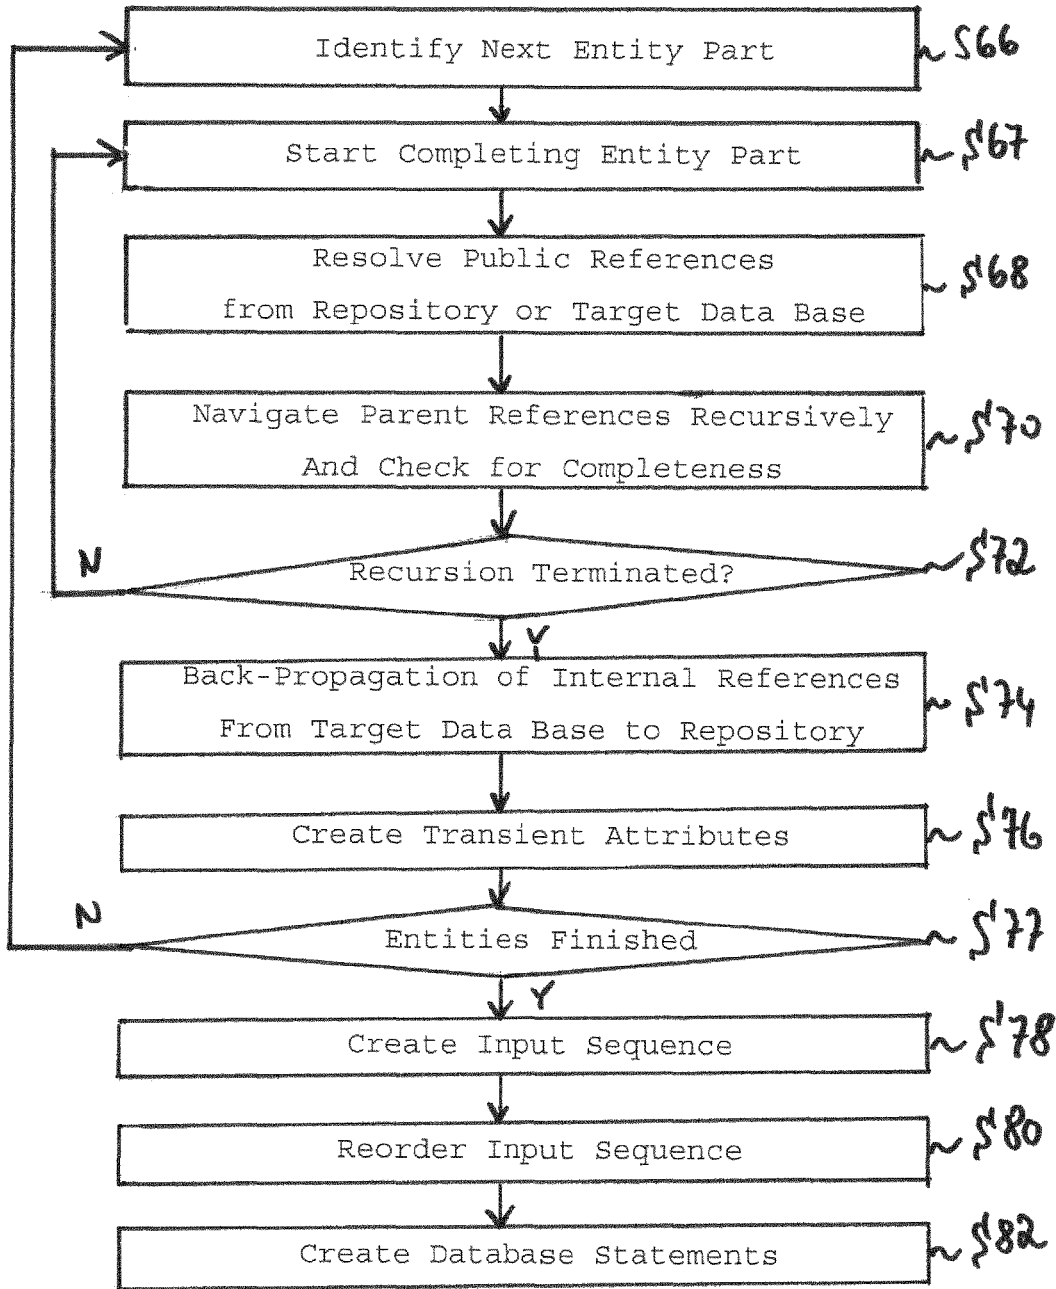 Identify Next Entity Part
S66
Start Completing Entity Part
S67
Resolve Public References
from Repository or Target Data Base
S68
Navigate Parent References Recursively
And Check for Completeness
S70
N
Recursion Terminated?
S72
Y
Back-Propagation of Internal References
From Target Data Base to Repository
S74
Create Transient Attributes
S76
N
Entities Finished
S77
Y
Create Input Sequence
S78
Reorder Input Sequence
S80
Create Database Statements
S82